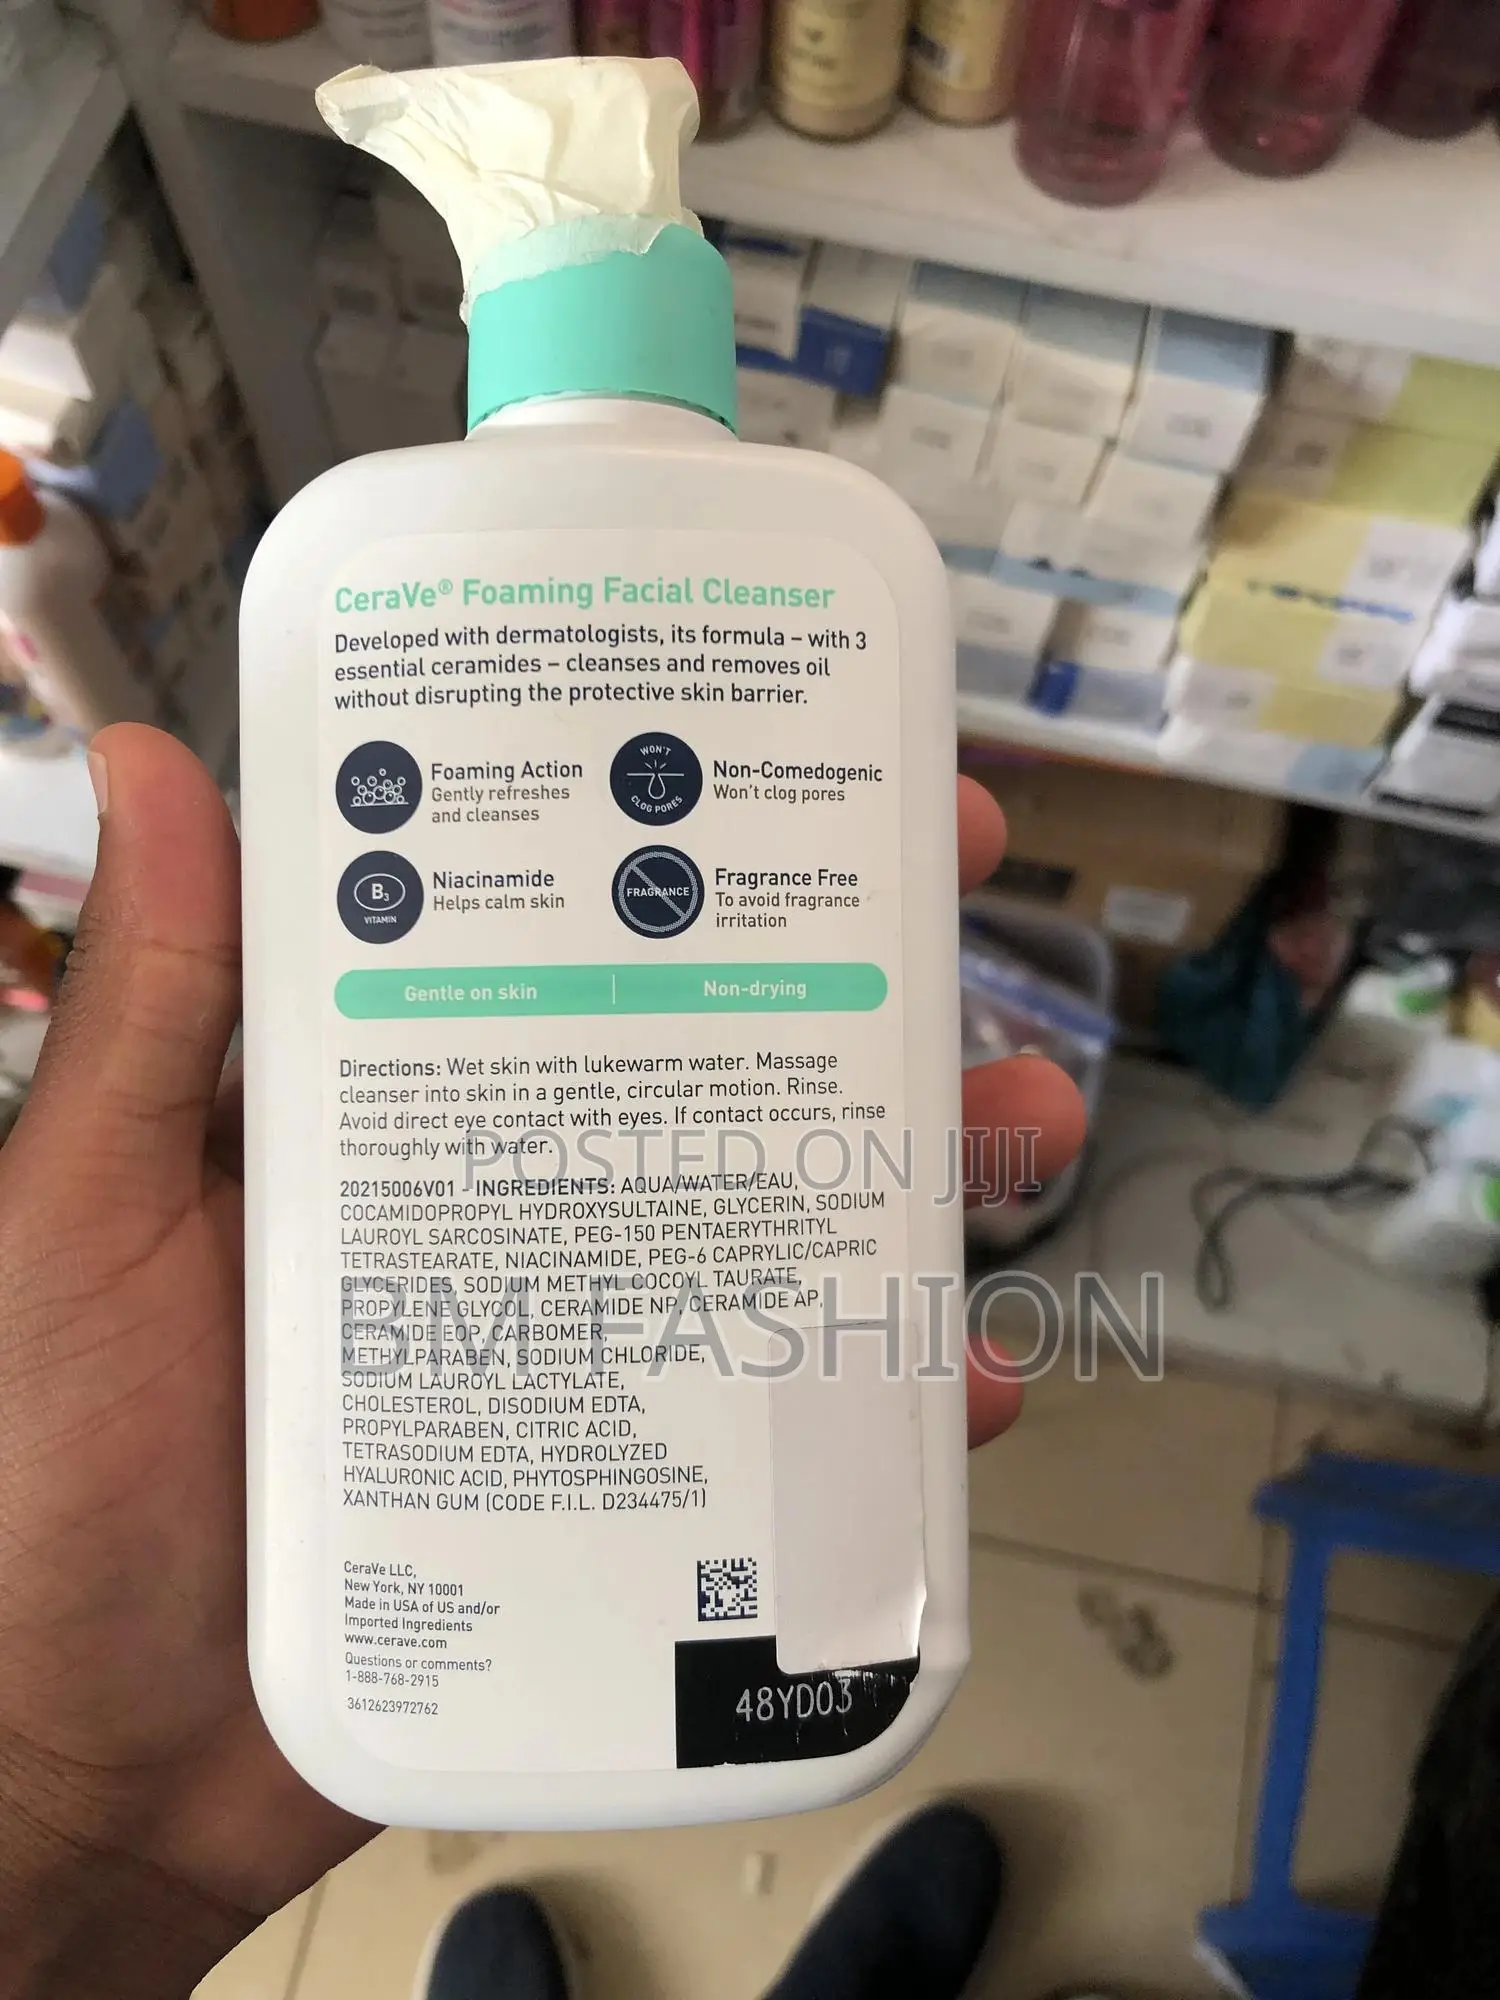 CeraVe® Foaming Facial Cleanser
Developed with dermatologists, its formula – with 3
essential ceramides – cleanses and removes oil
without disrupting the protective skin barrier.
Foaming Action
Gently refreshes
and cleanses
WON'T
CLOG PORES
Non-Comedogenic
Won't clog pores
B3
VITAMIN
Niacinamide
Helps calm skin
FRAGRANCE
Fragrance Free
To avoid fragrance
irritation
Gentle on skin | Non-drying
Directions: Wet skin with lukewarm water. Massage
cleanser into skin in a gentle, circular motion. Rinse.
Avoid direct eye contact with eyes. If contact occurs, rinse
thoroughly with water.
POSTED ON JIJI
20215006V01 - INGREDIENTS: AQUA/WATER/EAU,
COCAMIDOPROPYL HYDROXYSULTAINE, GLYCERIN, SODIUM
LAUROYL SARCOSINATE, PEG-150 PENTAERYTHRITYL
TETRASTEARATE, NIACINAMIDE, PEG-6 CAPRYLIC/CAPRIC
GLYCERIDES, SODIUM METHYL COCOYL TAURATE,
PROPYLENE GLYCOL, CERAMIDE NP, CERAMIDE AP,
CERAMIDE EOP, CARBOMER,
BM FASHION
METHYLPARABEN, SODIUM CHLORIDE,
SODIUM LAUROYL LACTYLATE,
CHOLESTEROL, DISODIUM EDTA,
PROPYLPARABEN, CITRIC ACID,
TETRASODIUM EDTA, HYDROLYZED
HYALURONIC ACID, PHYTOSPHINGOSINE,
XANTHAN GUM (CODE F.I.L. D234475/1)
CeraVe LLC,
New York, NY 10001
Made in USA of US and/or
Imported Ingredients
www.cerave.com
Questions or comments?
1-888-768-2915
3612623972762
48YD03